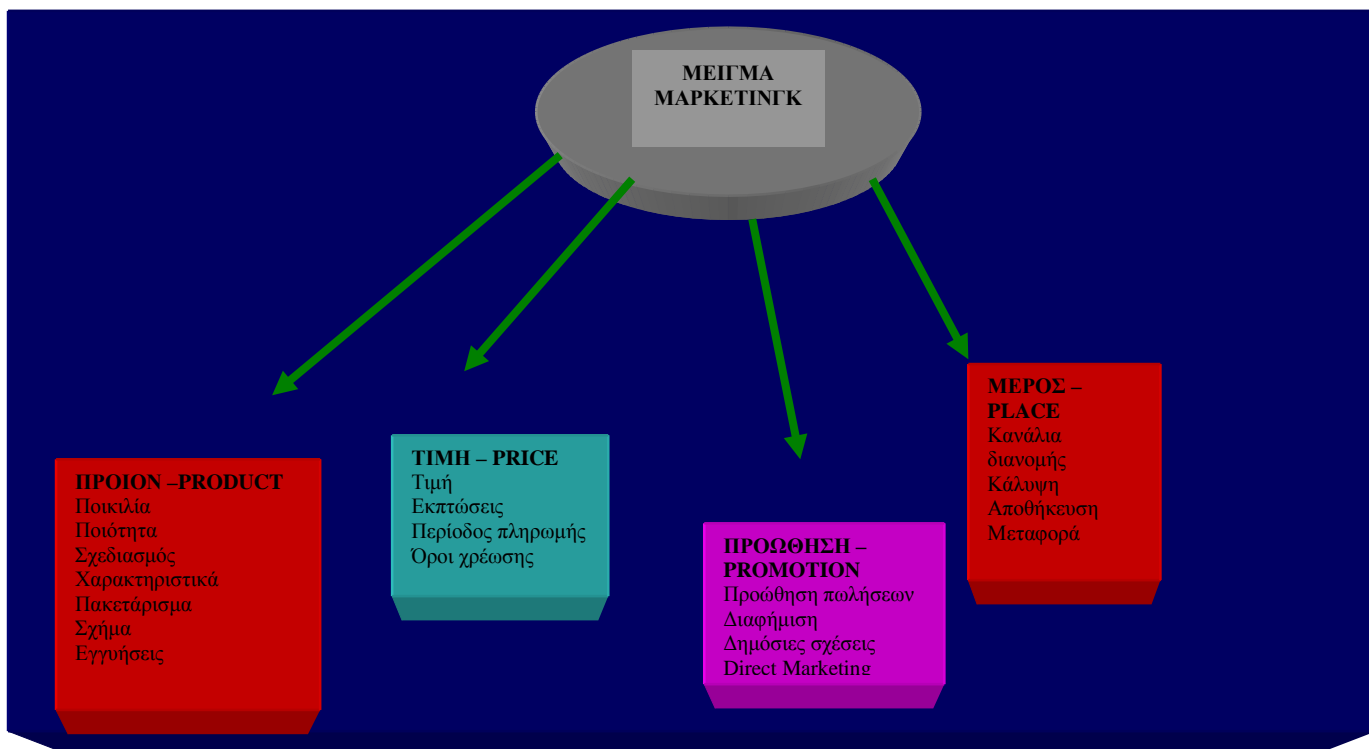 ΜΕΙΓΜΑ
ΜΑΡΚΕΤΙΝΓΚ
ΠΡΟΙΟΝ –PRODUCT
Ποικιλία
Ποιότητα
Σχεδιασμός
Χαρακτηριστικά
Πακετάρισμα
Σχήμα
Εγγυήσεις
ΤΙΜΗ – PRICE
Τιμή
Εκπτώσεις
Περίοδος πληρωμής
Όροι χρέωσης
ΠΡΟΩΘΗΣΗ –
PROMOTION
Προώθηση πωλήσεων
Διαφήμιση
Δημόσιες σχέσεις
Direct Marketing
ΜΕΡΟΣ –
PLACE
Κανάλια
διανομής
Κάλυψη
Αποθήκευση
Μεταφορά